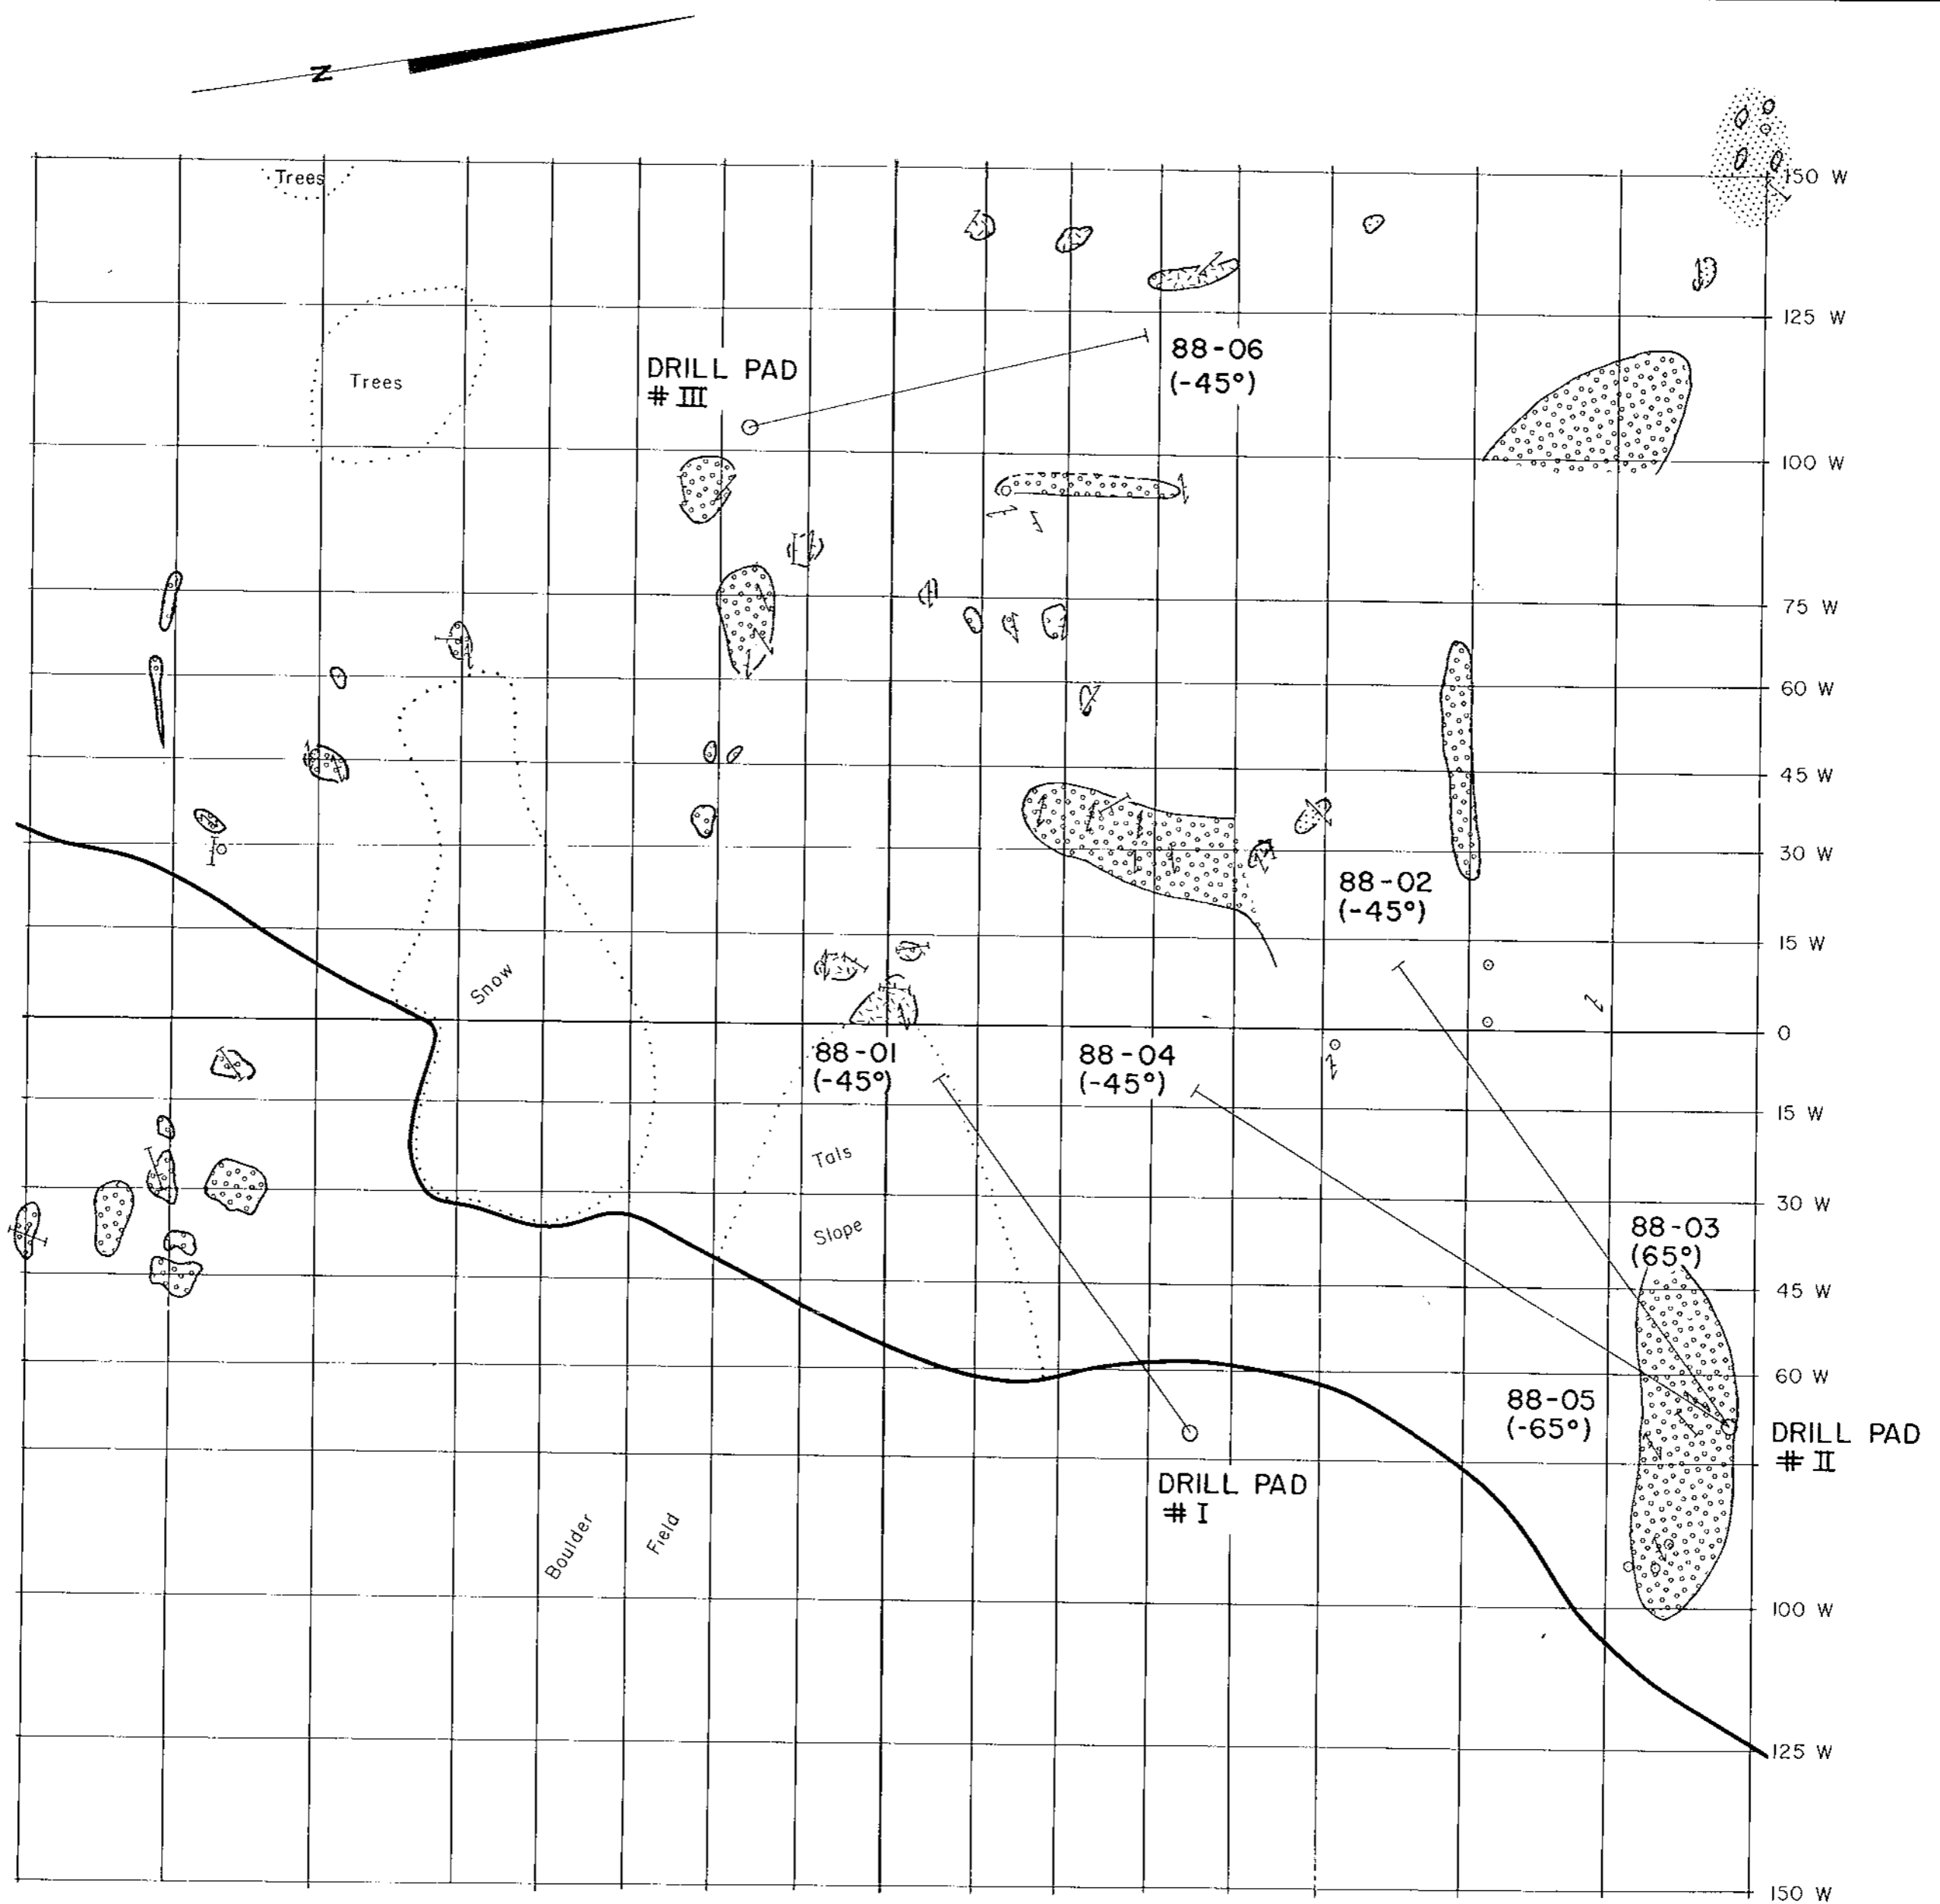 N
Trees
150 W
125 W
88-06
(-45°)
DRILL PAD
# III
Trees
100 W
75 W
60 W
45 W
30 W
88-02
(-45°)
15 W
Snow
0
88-01
(-45°)
88-04
(-45°)
15 W
Tals
Slope
30 W
88-03
(65°)
45 W
60 W
88-05
(-65°)
DRILL PAD
# II
DRILL PAD
# I
Boulder
Field
100 W
125 W
150 W